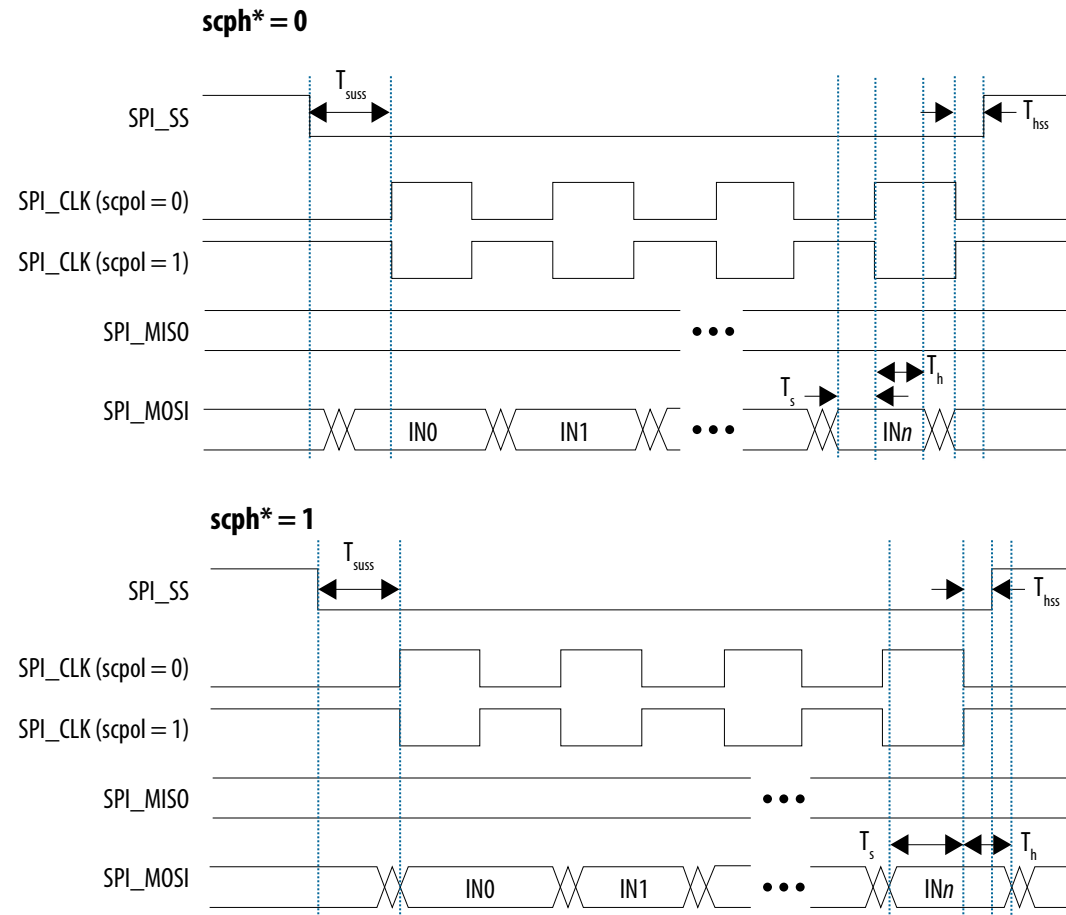 scph* = 0
T_suss
SPI_SS
T_hss
SPI_CLK (scpol = 0)
SPI_CLK (scpol = 1)
SPI_MISO
T_h
T_s
SPI_MOSI
IN0 IN1 INn
scph* = 1
T_suss
SPI_SS
T_hss
SPI_CLK (scpol = 0)
SPI_CLK (scpol = 1)
SPI_MISO
T_s T_h
SPI_MOSI
IN0 IN1 INn